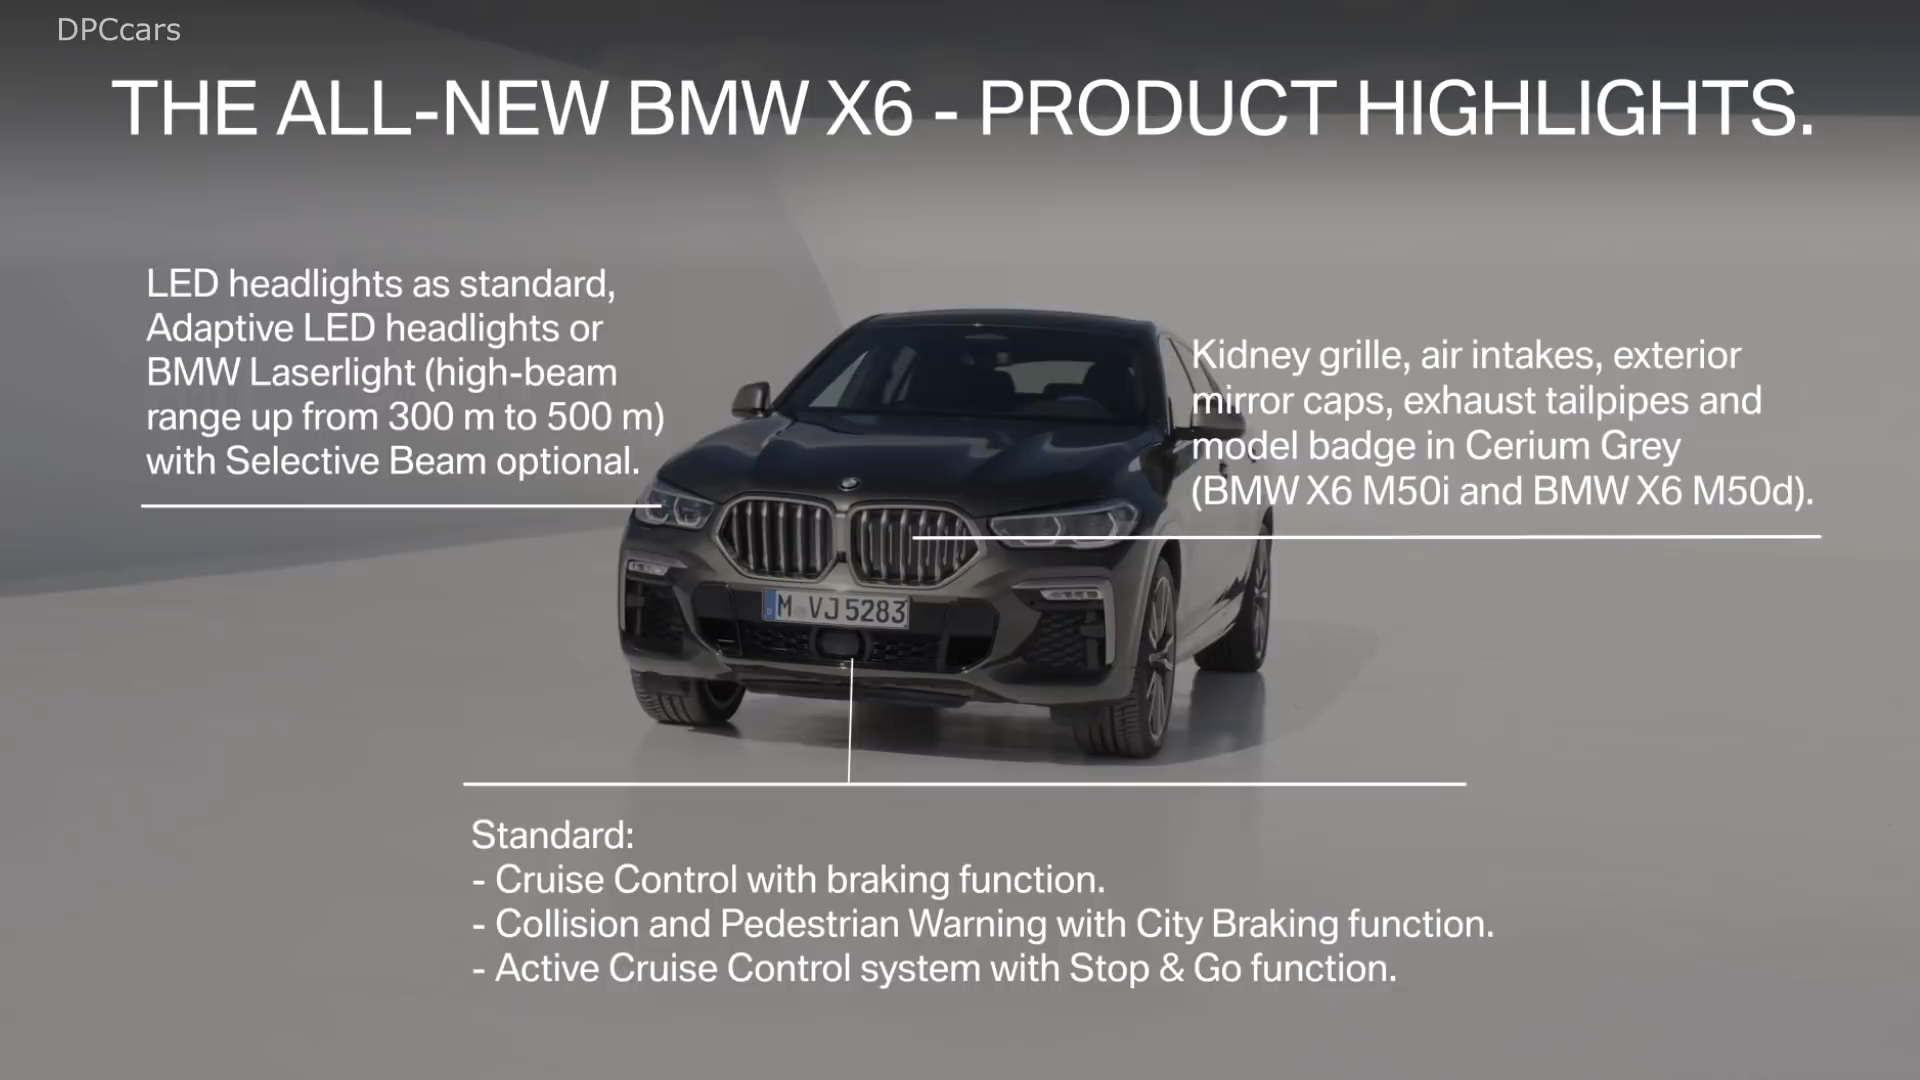 DPCcars
THE ALL-NEW BMW X6 - PRODUCT HIGHLIGHTS.
LED headlights as standard,
Adaptive LED headlights or
BMW Laserlight (high-beam
range up from 300 m to 500 m)
with Selective Beam optional.
Kidney grille, air intakes, exterior
mirror caps, exhaust tailpipes and
model badge in Cerium Grey
(BMW X6 M50i and BMW X6 M50d).
D M VJ 5283
Standard:
- Cruise Control with braking function.
- Collision and Pedestrian Warning with City Braking function.
- Active Cruise Control system with Stop & Go function.